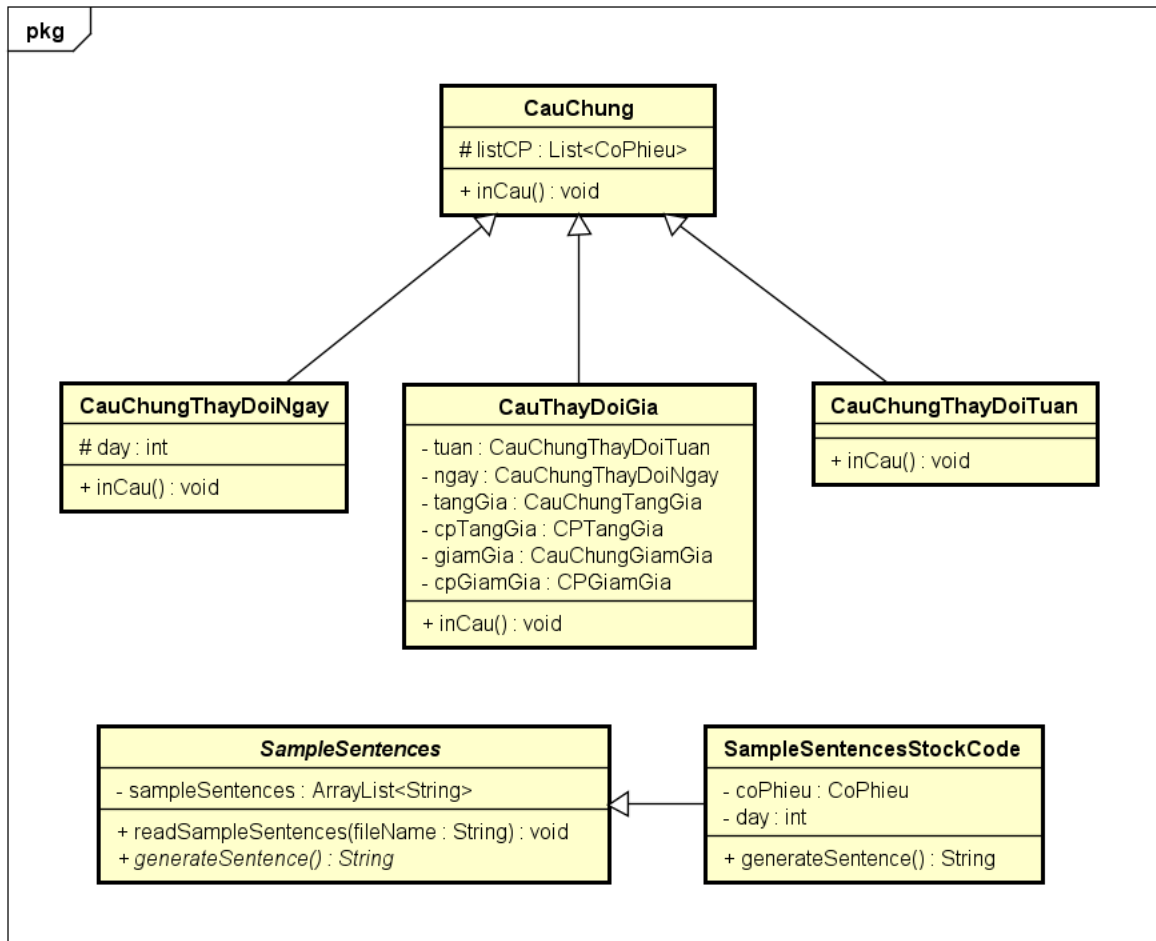 pkg
CauChung
# listCP : List<CoPhieu>
+ inCau() : void
CauChungThayDoiNgay
# day : int
+ inCau() : void
CauThayDoiGia
- tuan : CauChungThayDoiTuan
- ngay : CauChungThayDoiNgay
- tangGia : CauChungTangGia
- cpTangGia : CPTangGia
- giamGia : CauChungGiamGia
- cpGiamGia : CPGiamGia
+ inCau() : void
CauChungThayDoiTuan
+ inCau() : void
SampleSentences
- sampleSentences : ArrayList<String>
+ readSampleSentences(fileName : String) : void
+ generateSentence() : String
SampleSentencesStockCode
- coPhieu : CoPhieu
- day : int
+ generateSentence() : String